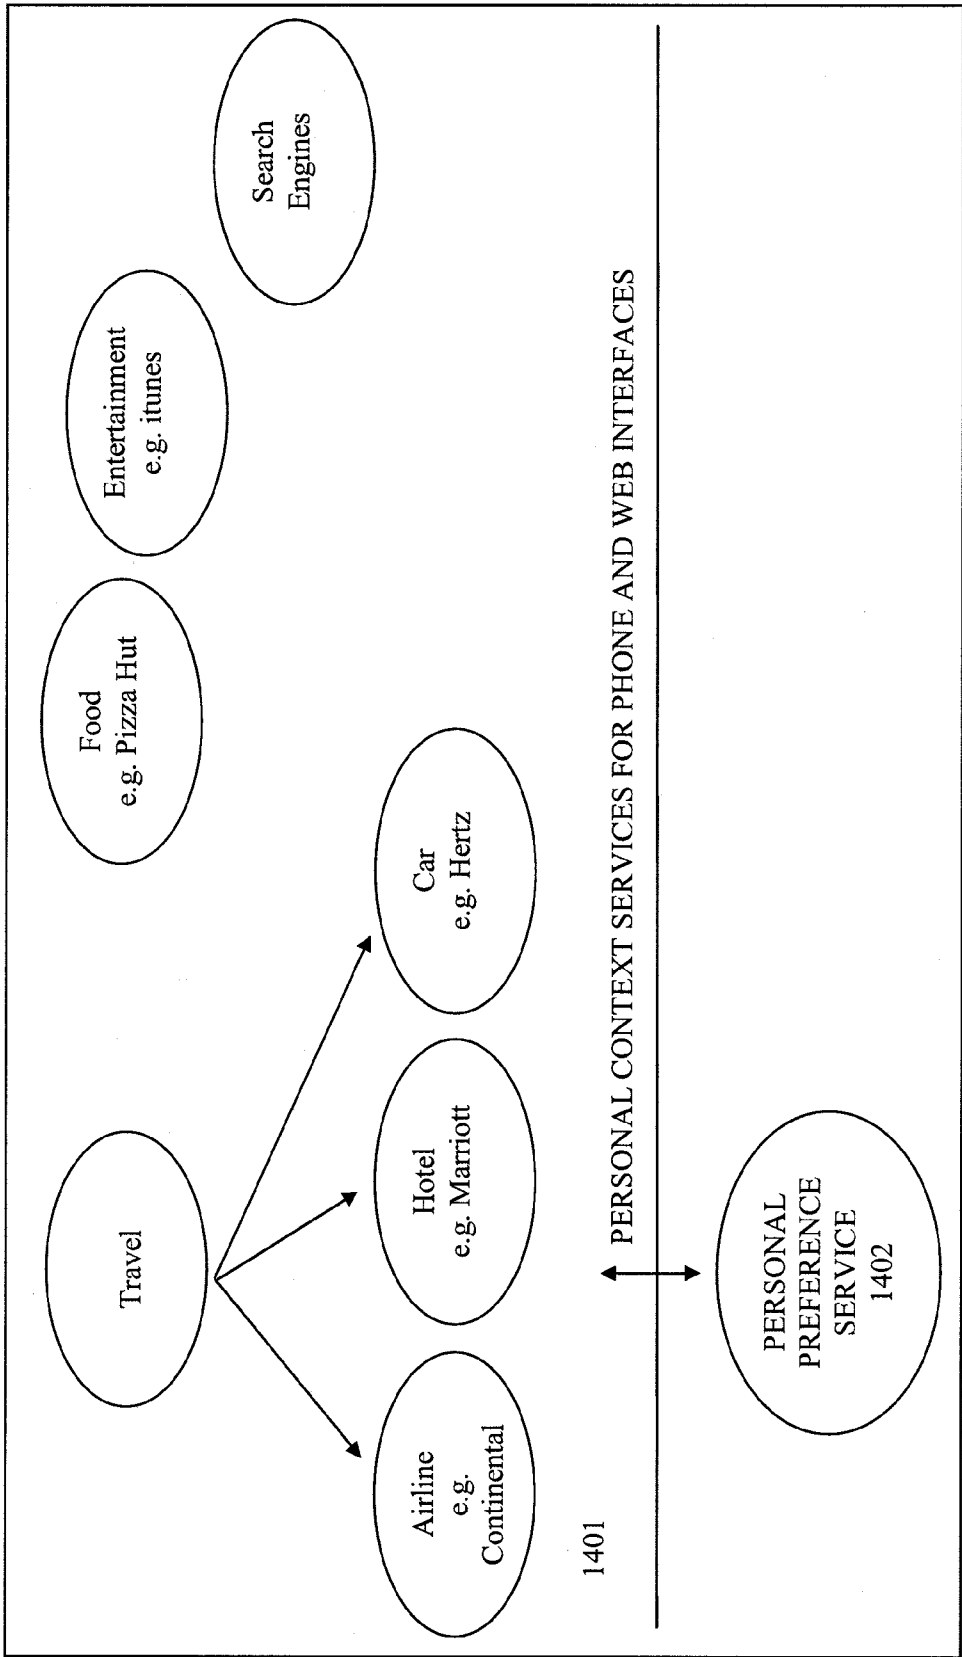 Travel
Food
e.g. Pizza Hut
Entertainment
e.g. itunes
Search
Engines
Airline
e.g.
Continental
Hotel
e.g. Marriott
Car
e.g. Hertz
1401
PERSONAL CONTEXT SERVICES FOR PHONE AND WEB INTERFACES
PERSONAL
PREFERENCE
SERVICE
1402